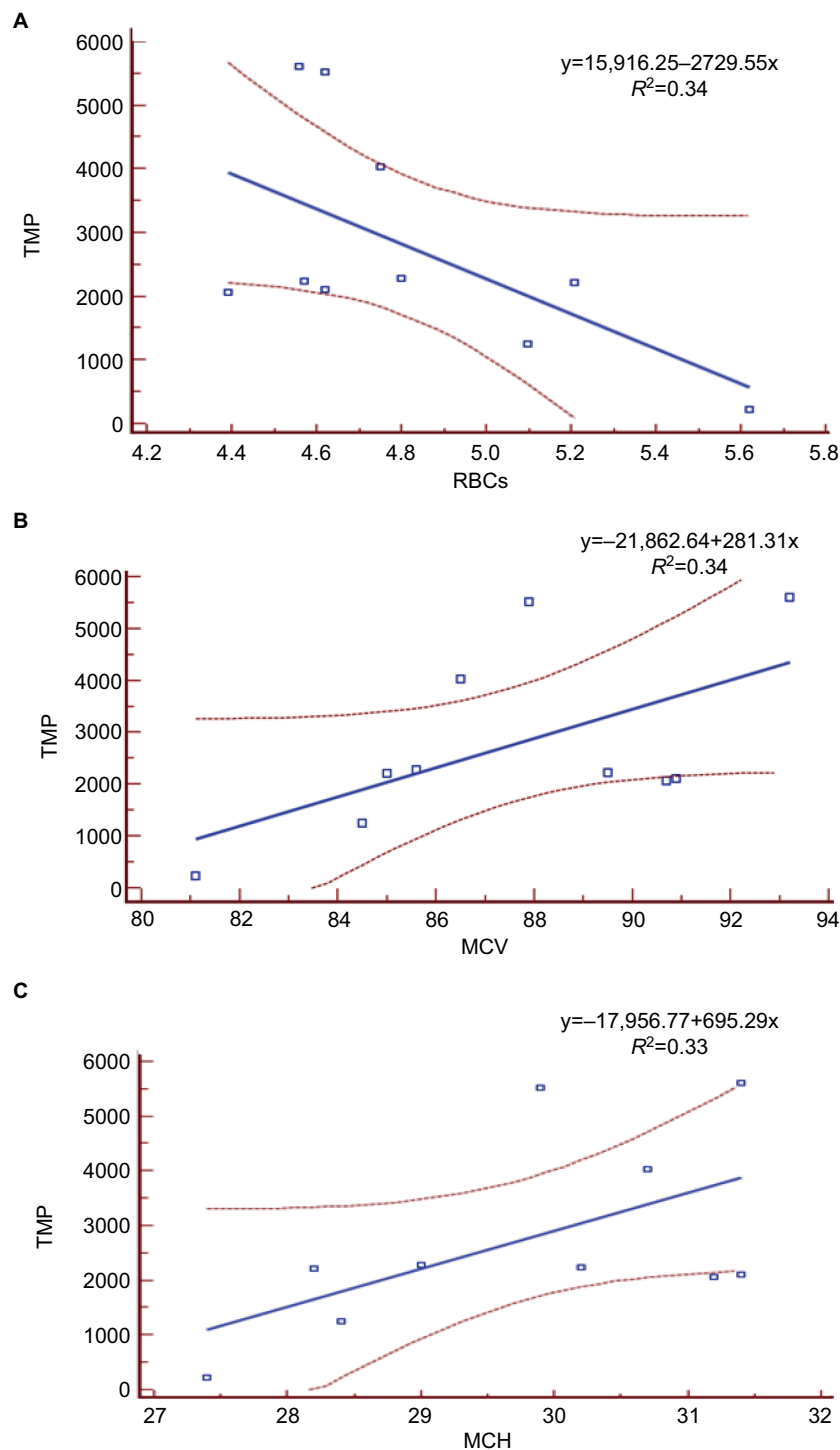 A
y=15,916.25–2729.55x
R²=0.34
6000
5000
4000
3000
2000
1000
0
TMP
4.2 4.4 4.6 4.8 5.0 5.2 5.4 5.6 5.8
RBCs
B
y=–21,862.64+281.31x
R²=0.34
6000
5000
4000
3000
2000
1000
0
TMP
80 82 84 86 88 90 92 94
MCV
C
y=–17,956.77+695.29x
R²=0.33
6000
5000
4000
3000
2000
1000
0
TMP
27 28 29 30 31 32
MCH